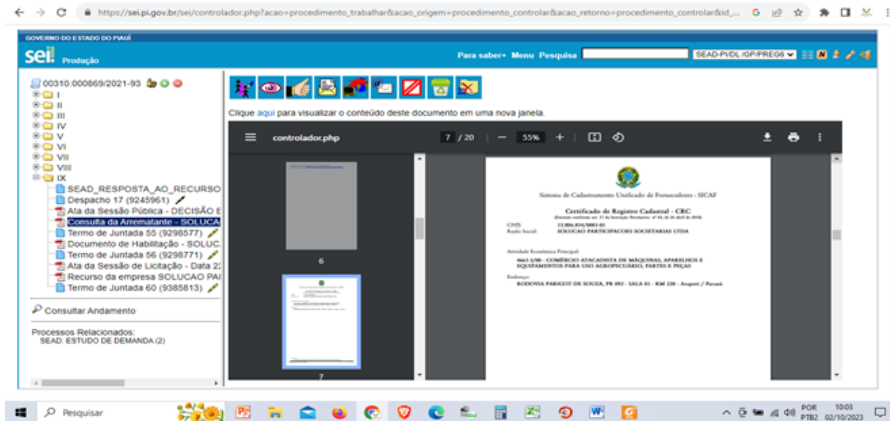 https://sei.pi.gov.br/sei/controlador.php?acao=procedimento_trabalhar&acao_origem=procedimento_controlar&acao_retorno=procedimento_controlar&id_...
GOVERNO DO ESTADO DO PIAUÍ
sei! Produção
Para saber+ Menu Pesquisa
SEAD-PI/DL /GP/PREG6
00310.000869/2021-93
I
II
III
IV
V
VI
VII
VIII
IX
SEAD_RESPOSTA_AO_RECURSO
Despacho 17 (9245961)
Ata da Sessão Pública - DECISÃO E
Consulta da Arrematante - SOLUCA
Termo de Juntada 55 (9298577)
Documento de Habilitação - SOLUC
Termo de Juntada 56 (9298771)
Ata da Sessão de Licitação - Data 2
Recurso da empresa SOLUCAO PA
Termo de Juntada 60 (9385813)
Consultar Andamento
Processos Relacionados:
SEAD: ESTUDO DE DEMANDA (2)
Clique aqui para visualizar o conteúdo deste documento em uma nova janela.
controlador.php
7 / 20
55%
6
7
Sistema de Cadastramento Unificado de Fornecedores - SICAF
Certificado de Registro Cadastral - CRC
CNPJ:
Razão Social: SOLUCAO PARTICIPACOES SOCIETARIAS LTDA
Atividade Econômica Principal:
4661-3/00 - COMÉRCIO ATACADISTA DE MÁQUINAS, APARELHOS E
EQUIPAMENTOS PARA USO AGROPECUÁRIO, PARTES E PEÇAS
Endereço:
RODOVIA PARIGOT DE SOUZA, PR 092 - SALA 01 - KM 220 - / Paraná
Pesquisar
POR
PTB2
10:03
02/10/2023